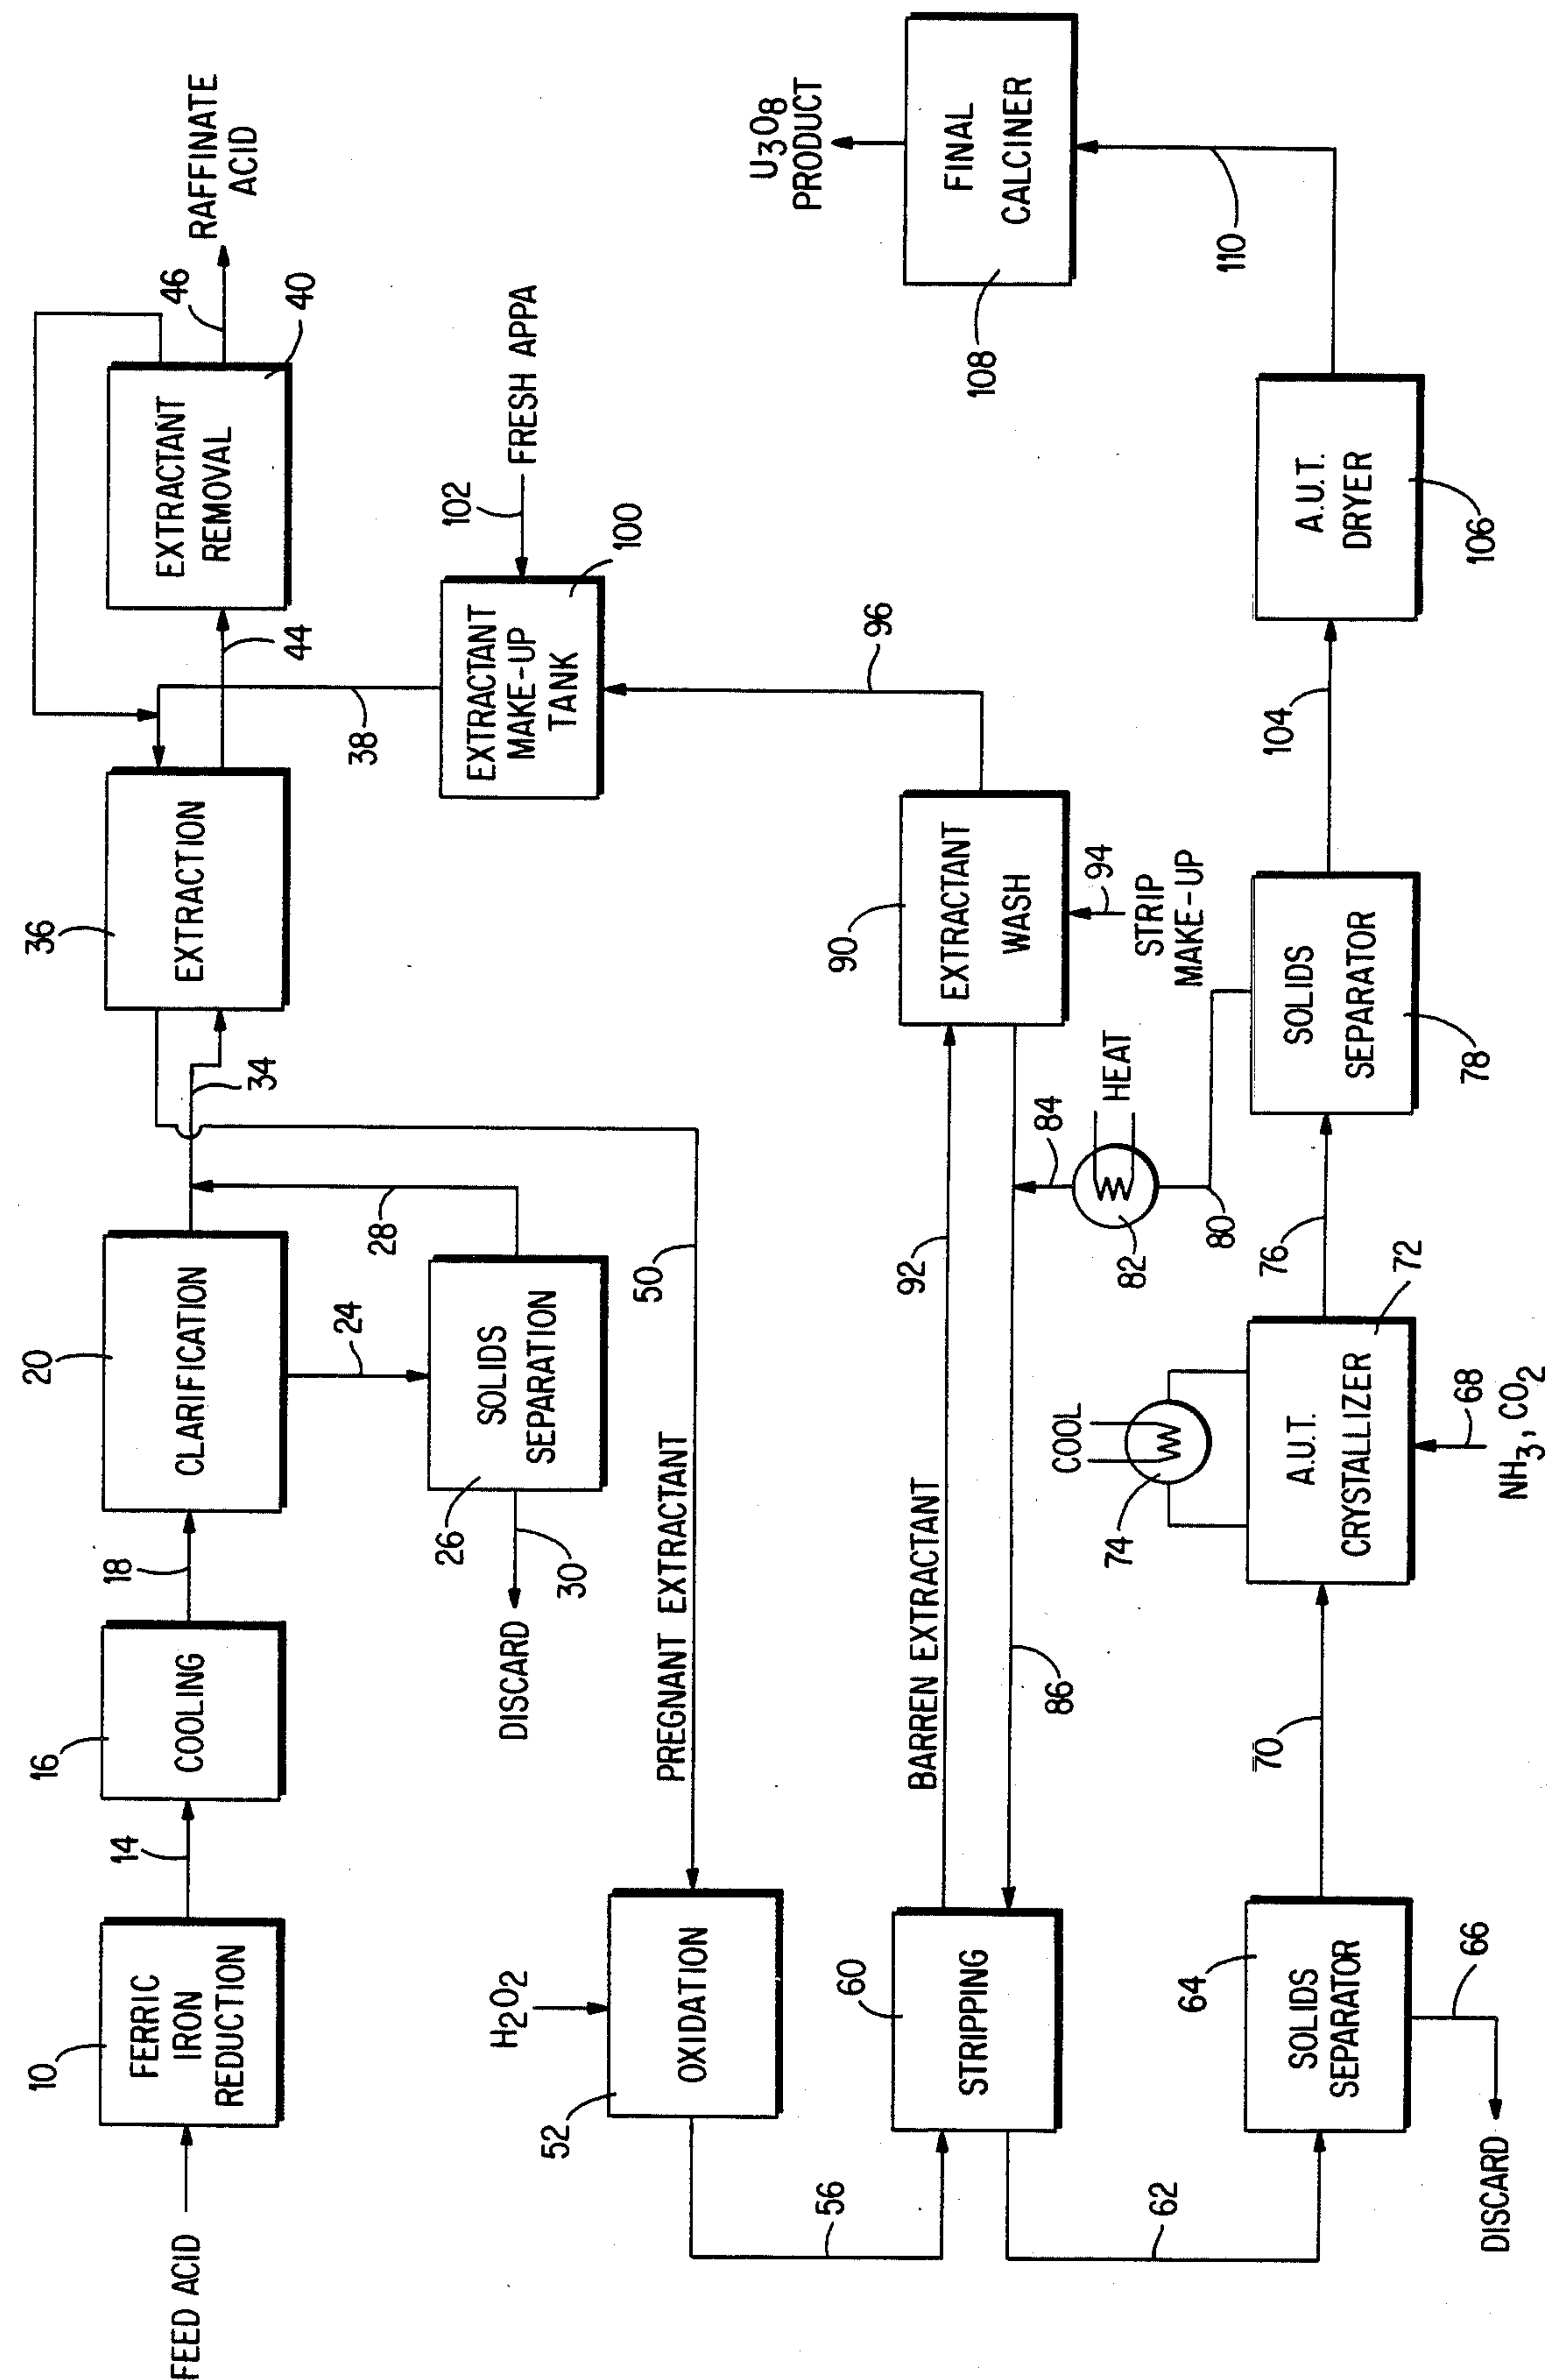 FEED ACID
10
FERRIC
IRON
REDUCTION
14
16
COOLING
18
20
CLARIFICATION
24
26
SOLIDS
SEPARATION
28
30
DISCARD
34
36
EXTRACTION
38
44
EXTRACTANT
REMOVAL
40
46
RAFFINATE
ACID
50
PREGNANT EXTRACTANT
H2O2
52
OXIDATION
56
EXTRACTANT
MAKE-UP
TANK
100
102
FRESH APPA
96
60
STRIPPING
62
BARREN EXTRACTANT
92
86
90
EXTRACTANT
WASH
94
STRIP
MAKE-UP
84
HEAT
82
80
64
SOLIDS
SEPARATOR
66
DISCARD
70
COOL
74
A.U.T.
CRYSTALLIZER
72
68
NH3, CO2
76
SOLIDS
SEPARATOR
78
104
A.U.T.
DRYER
106
110
108
FINAL
CALCINER
U3O8
PRODUCT